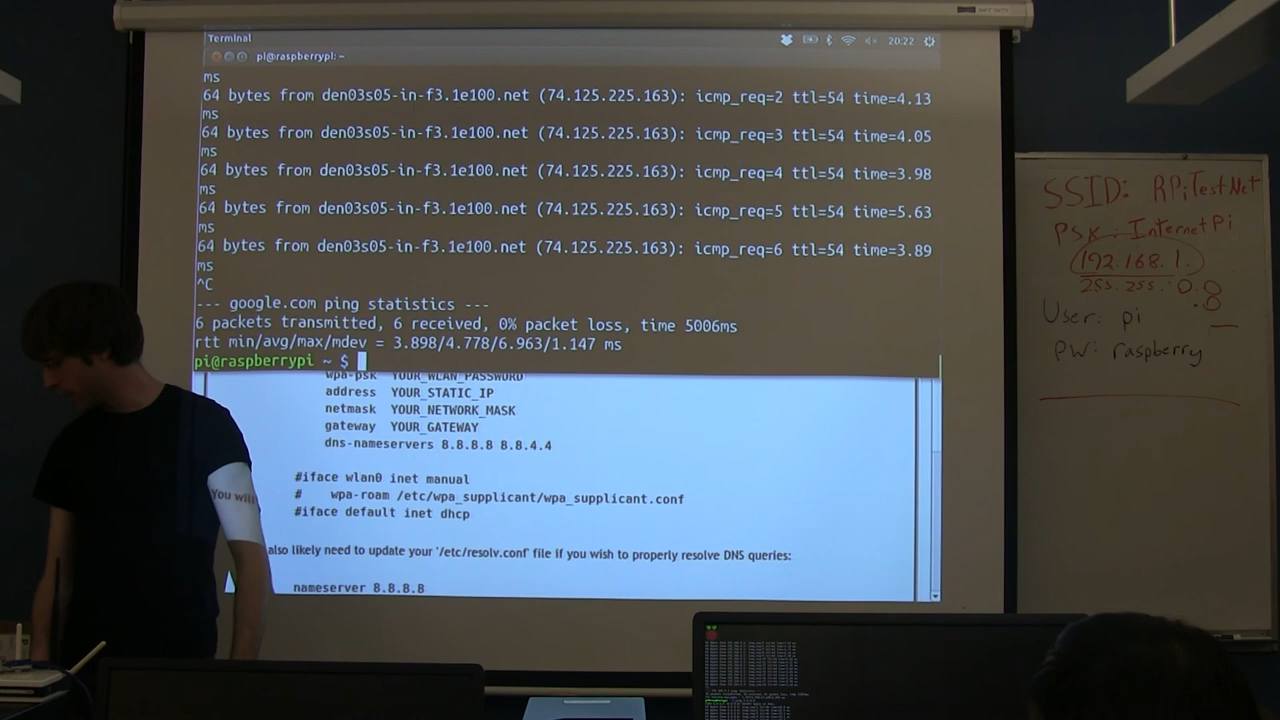 Terminal
20:22
pi@raspberrypi: ~
ms
64 bytes from den03s05-in-f3.1e100.net (74.125.225.163): icmp_req=2 ttl=54 time=4.13
ms
64 bytes from den03s05-in-f3.1e100.net (74.125.225.163): icmp_req=3 ttl=54 time=4.05
ms
64 bytes from den03s05-in-f3.1e100.net (74.125.225.163): icmp_req=4 ttl=54 time=3.98
ms
64 bytes from den03s05-in-f3.1e100.net (74.125.225.163): icmp_req=5 ttl=54 time=5.63
ms
64 bytes from den03s05-in-f3.1e100.net (74.125.225.163): icmp_req=6 ttl=54 time=3.89
ms
^C
--- google.com ping statistics ---
6 packets transmitted, 6 received, 0% packet loss, time 5006ms
rtt min/avg/max/mdev = 3.898/4.778/6.963/1.147 ms
pi@raspberrypi ~ $
wpa-psk YOUR_WLAN_PASSWORD
address YOUR_STATIC_IP
netmask YOUR_NETWORK_MASK
gateway YOUR_GATEWAY
dns-nameservers 8.8.8.8 8.8.4.4
#iface wlan0 inet manual
# wpa-roam /etc/wpa_supplicant/wpa_supplicant.conf
#iface default inet dhcp
also likely need to update your '/etc/resolv.conf' file if you wish to properly resolve DNS queries:
nameserver 8.8.8.8
You will
SSID: RPiTestNet
PSK: InternetPi
192.168.1.
255.255.
User: pi
PW: raspberry